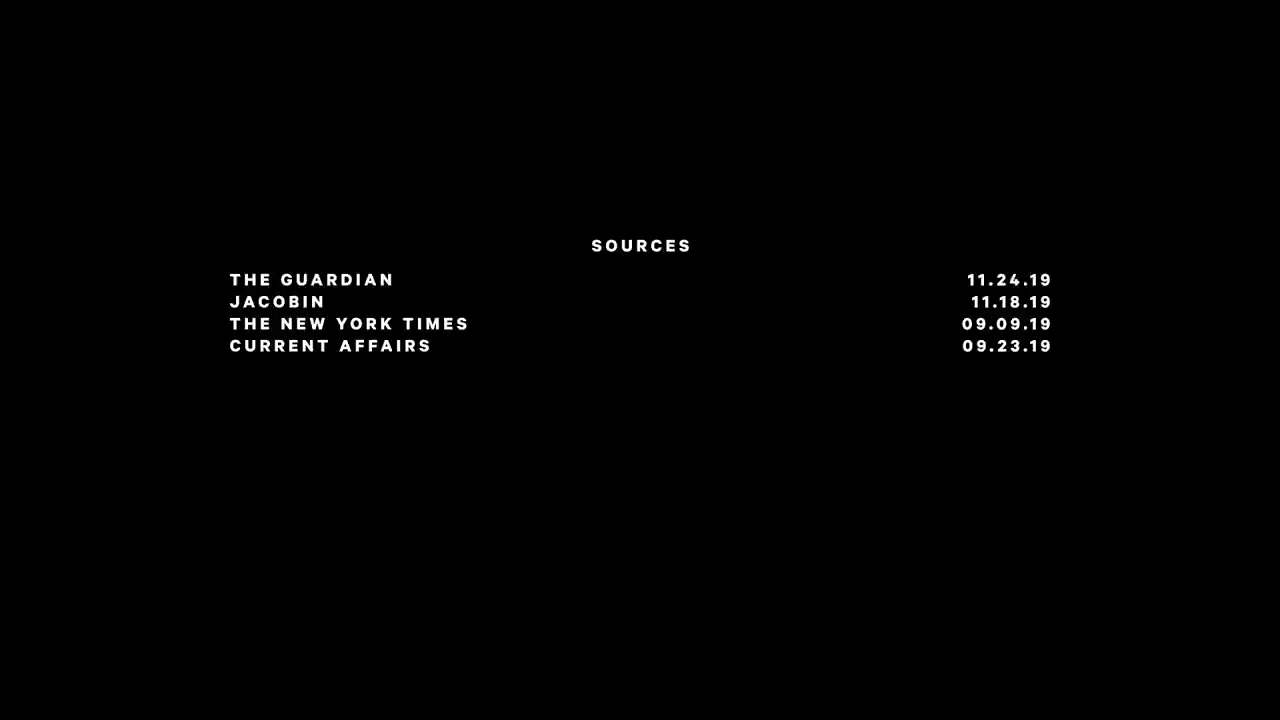 SOURCES
THE GUARDIAN 11.24.19
JACOBIN 11.18.19
THE NEW YORK TIMES 09.09.19
CURRENT AFFAIRS 09.23.19